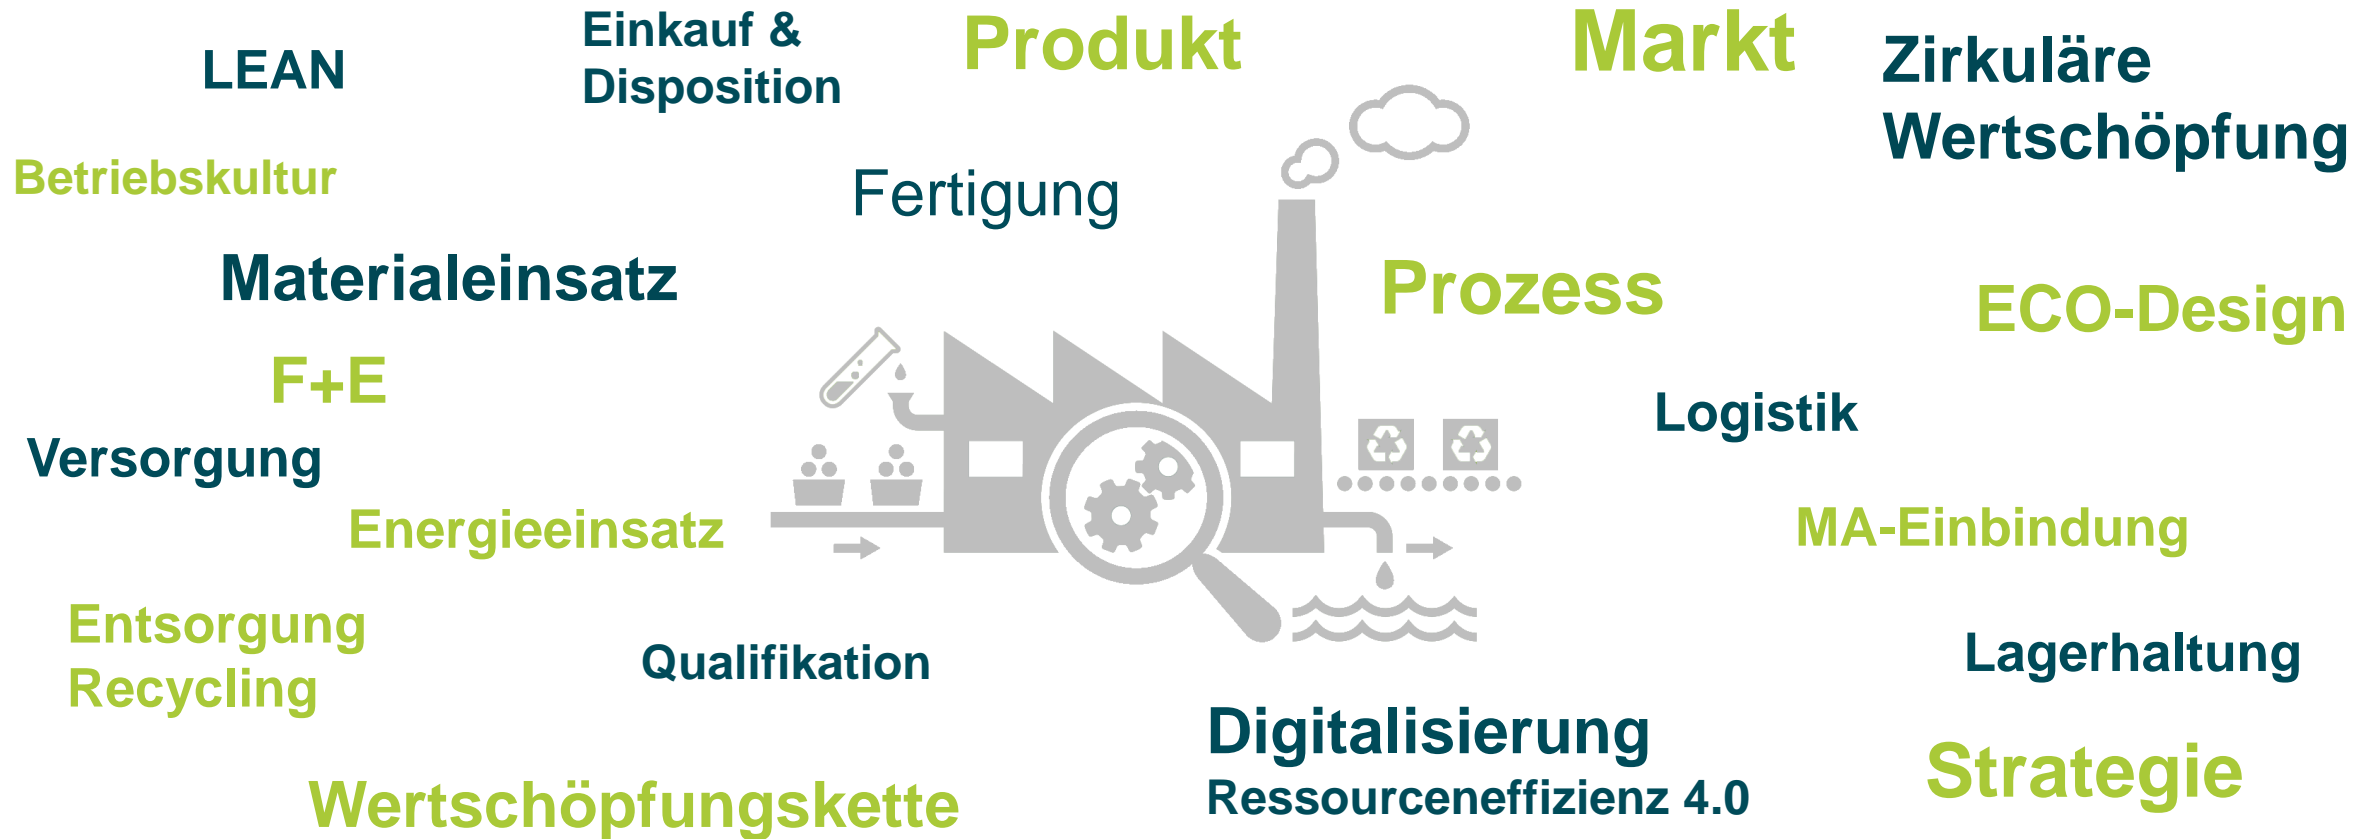 LEAN
Einkauf &
Disposition
Produkt
Markt
Zirkuläre
Wertschöpfung
Betriebskultur
Fertigung
Materialeinsatz
Prozess
ECO-Design
F+E
Logistik
Versorgung
Energieeinsatz
MA-Einbindung
Entsorgung
Recycling
Qualifikation
Lagerhaltung
Digitalisierung
Ressourceneffizienz 4.0
Strategie
Wertschöpfungskette